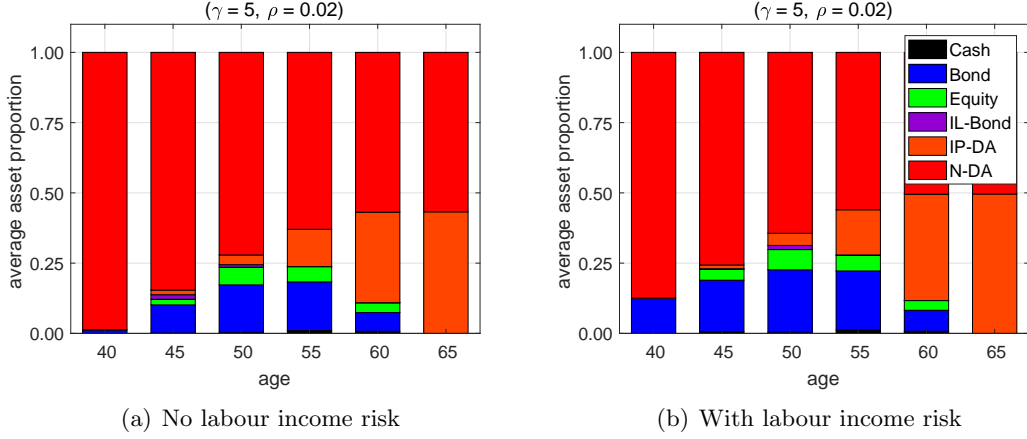 (γ = 5, ρ = 0.02)
average asset proportion
1.00
0.75
0.50
0.25
0.00
40 45 50 55 60 65
age
(a) No labour income risk
(γ = 5, ρ = 0.02)
average asset proportion
1.00
0.75
0.50
0.25
0.00
Cash
Bond
Equity
IL-Bond
IP-DA
N-DA
40 45 50 55 60 65
age
(b) With labour income risk